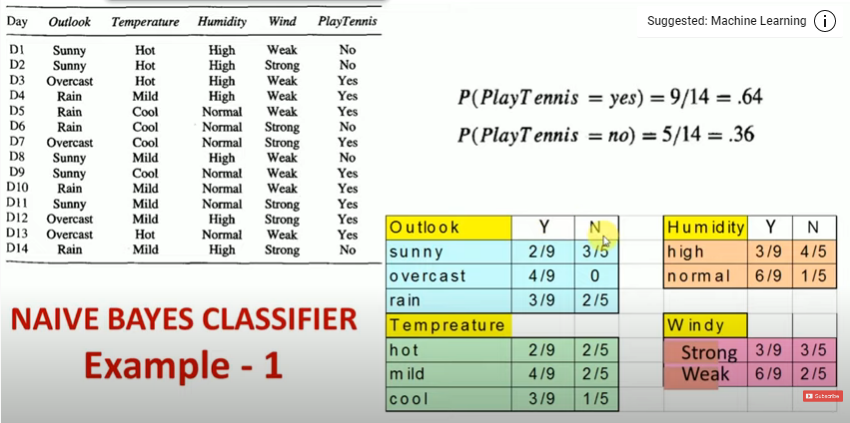 Day Outlook Temperature Humidity Wind PlayTennis
D1 Sunny Hot High Weak No
D2 Sunny Hot High Strong No
D3 Overcast Hot High Weak Yes
D4 Rain Mild High Weak Yes
D5 Rain Cool Normal Weak Yes
D6 Rain Cool Normal Strong No
D7 Overcast Cool Normal Strong Yes
D8 Sunny Mild High Weak No
D9 Sunny Cool Normal Weak Yes
D10 Rain Mild Normal Weak Yes
D11 Sunny Mild Normal Strong Yes
D12 Overcast Mild High Strong Yes
D13 Overcast Hot Normal Weak Yes
D14 Rain Mild High Strong No
NAIVE BAYES CLASSIFIER
Example - 1
Suggested: Machine Learning i
P(PlayTennis = yes) = 9/14 = .64
P(PlayTennis = no) = 5/14 = .36
Outlook Y N
sunny 2/9 3/5
overcast 4/9 0
rain 3/9 2/5
Tempreature
hot 2/9 2/5
mild 4/9 2/5
cool 3/9 1/5
Humidity Y N
high 3/9 4/5
normal 6/9 1/5
Windy
Strong 3/9 3/5
Weak 6/9 2/5
Subscribe